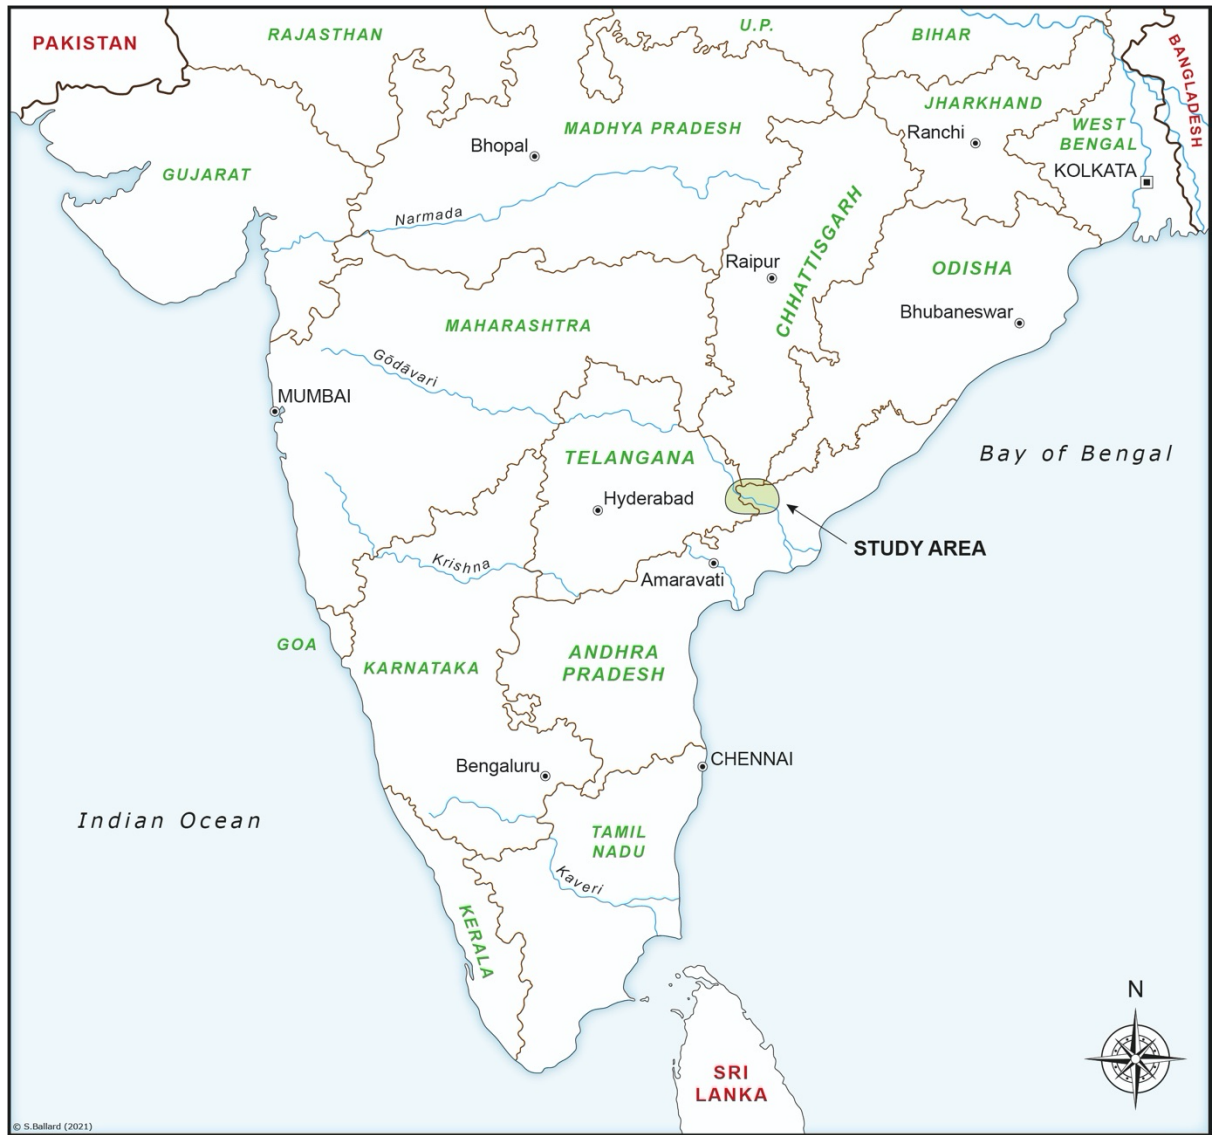 PAKISTAN
RAJASTHAN
U.P.
BIHAR
BANGLADESH
JHARKHAND
Ranchi
WEST
BENGAL
KOLKATA
MADHYA PRADESH
Bhopal
GUJARAT
Narmada
CHHATTISGARH
Raipur
ODISHA
Bhubaneswar
MAHARASHTRA
Gōdāvari
MUMBAI
TELANGANA
Hyderabad
Bay of Bengal
STUDY AREA
Krishna
Amaravati
GOA
KARNATAKA
ANDHRA
PRADESH
Bengaluru
CHENNAI
Indian Ocean
TAMIL
NADU
Kaveri
KERALA
N
SRI
LANKA
© S.Ballard (2021)